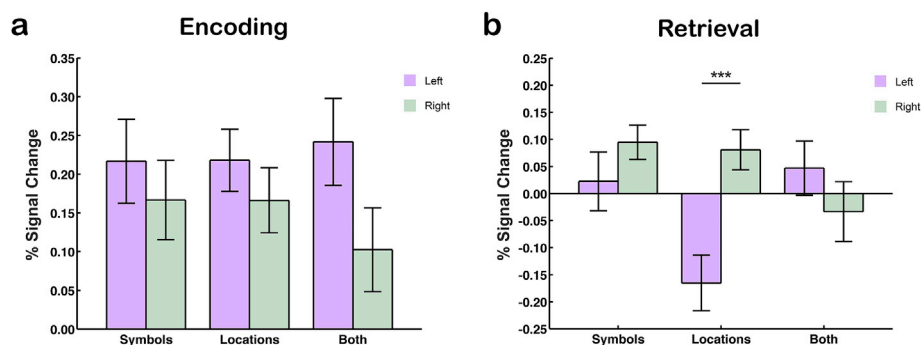 a
Encoding
% Signal Change
0.35
0.30
0.25
0.20
0.15
0.10
0.05
0.00
Symbols
Locations
Both
Left
Right
b
Retrieval
% Signal Change
0.25
0.20
0.15
0.10
0.05
0.00
-0.05
-0.10
-0.15
-0.20
-0.25
***
Symbols
Locations
Both
Left
Right